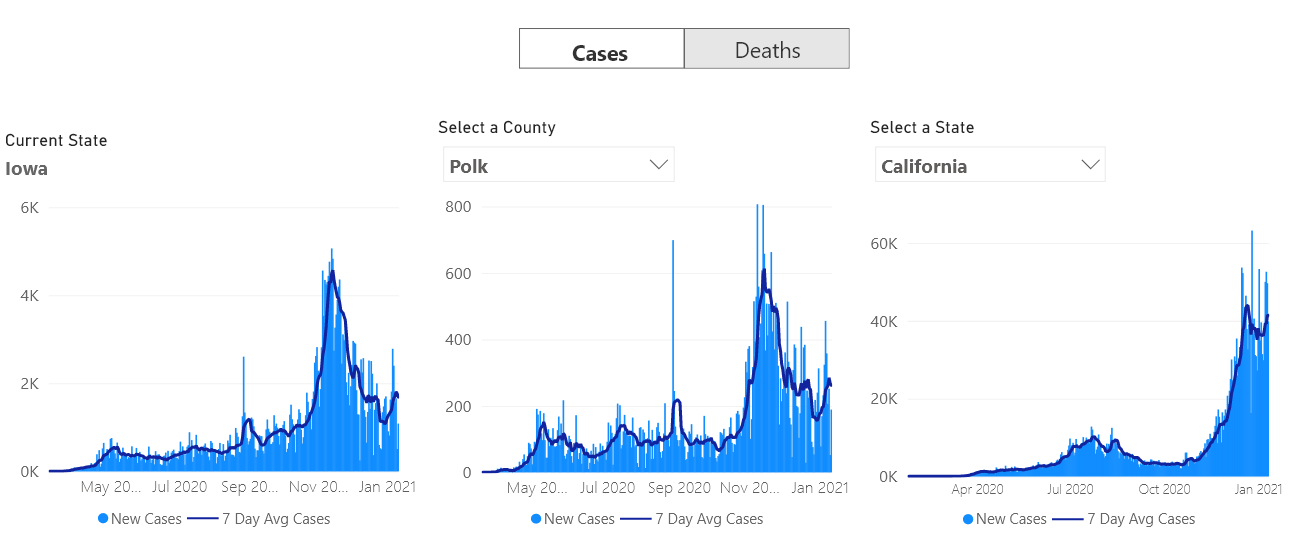 Cases
Deaths
Current State
Iowa
6K
4K
2K
0K
May 20... Jul 2020 Sep 20... Nov 20... Jan 2021
New Cases 7 Day Avg Cases
Select a County
Polk
800
600
400
200
0
May 20... Jul 2020 Sep 2020 Nov 20... Jan 2021
New Cases 7 Day Avg Cases
Select a State
California
60K
40K
20K
0K
Apr 2020 Jul 2020 Oct 2020 Jan 2021
New Cases 7 Day Avg Cases